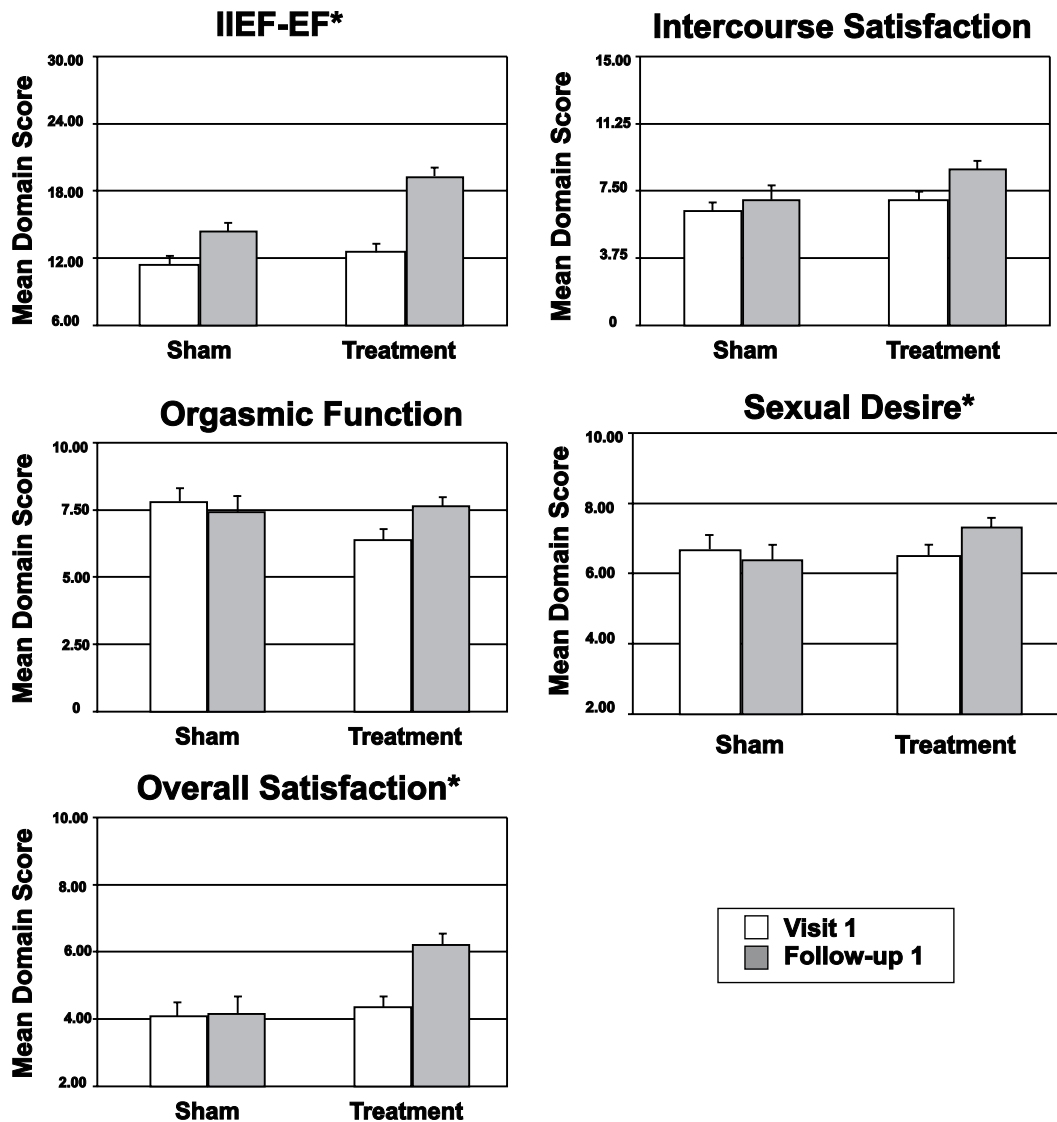 IIEF-EF*
Mean Domain Score
30.00
24.00
18.00
12.00
6.00
Sham
Treatment
Intercourse Satisfaction
Mean Domain Score
15.00
11.25
7.50
3.75
0
Sham
Treatment
Orgasmic Function
Mean Domain Score
10.00
7.50
5.00
2.50
0
Sham
Treatment
Sexual Desire*
Mean Domain Score
10.00
8.00
6.00
4.00
2.00
Sham
Treatment
Overall Satisfaction*
Mean Domain Score
10.00
8.00
6.00
4.00
2.00
Sham
Treatment
Visit 1
Follow-up 1